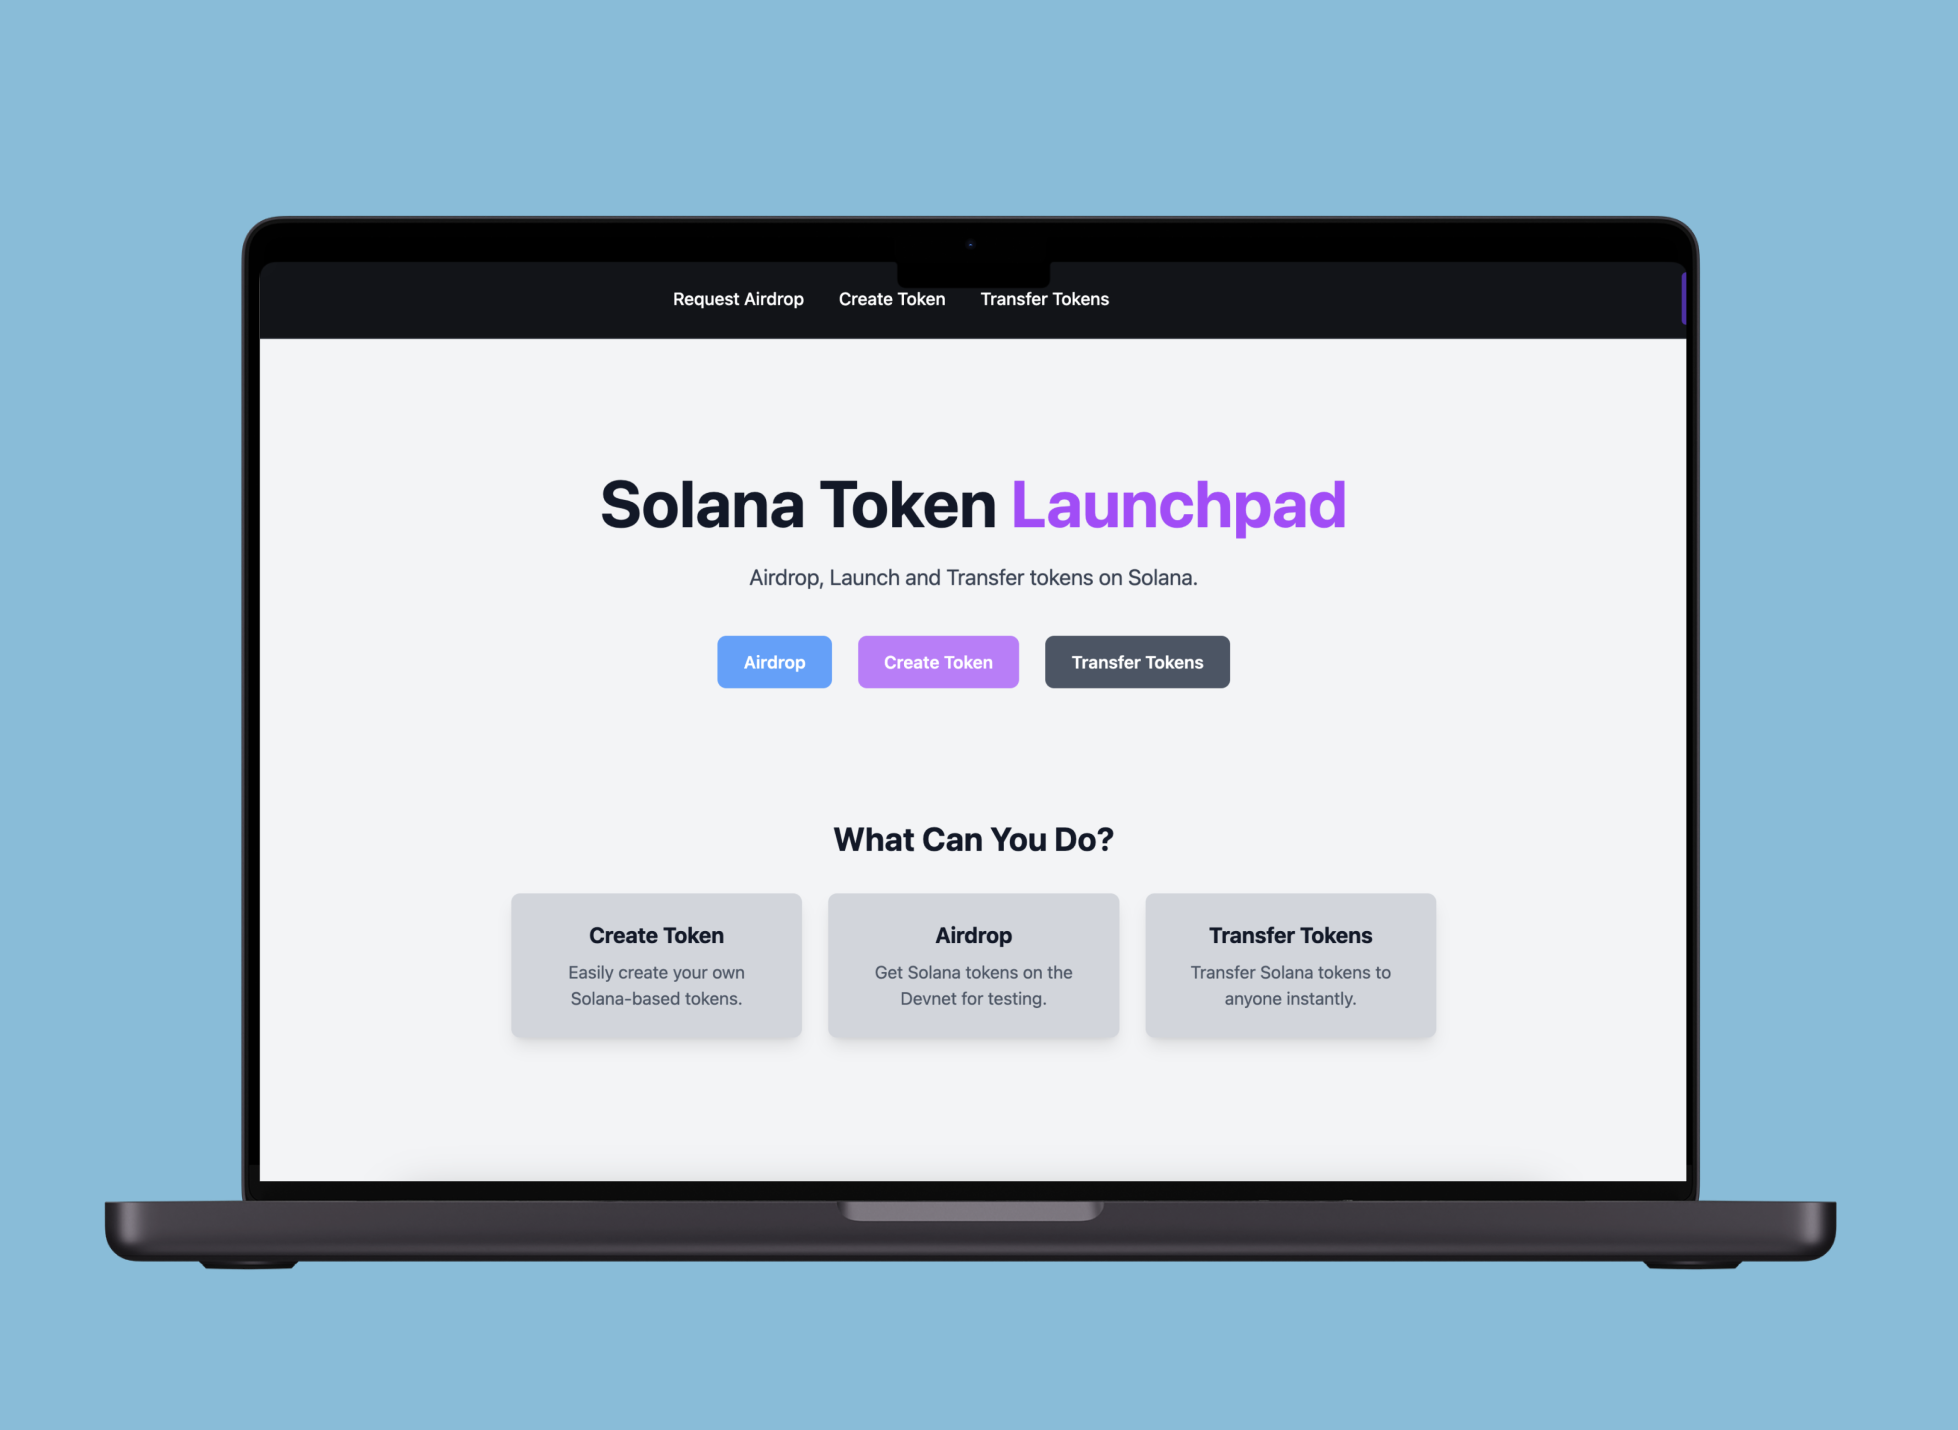 Request Airdrop Create Token Transfer Tokens
Solana Token Launchpad
Airdrop, Launch and Transfer tokens on Solana.
Airdrop Create Token Transfer Tokens
What Can You Do?
Create Token
Easily create your own
Solana-based tokens.
Airdrop
Get Solana tokens on the
Devnet for testing.
Transfer Tokens
Transfer Solana tokens to
anyone instantly.